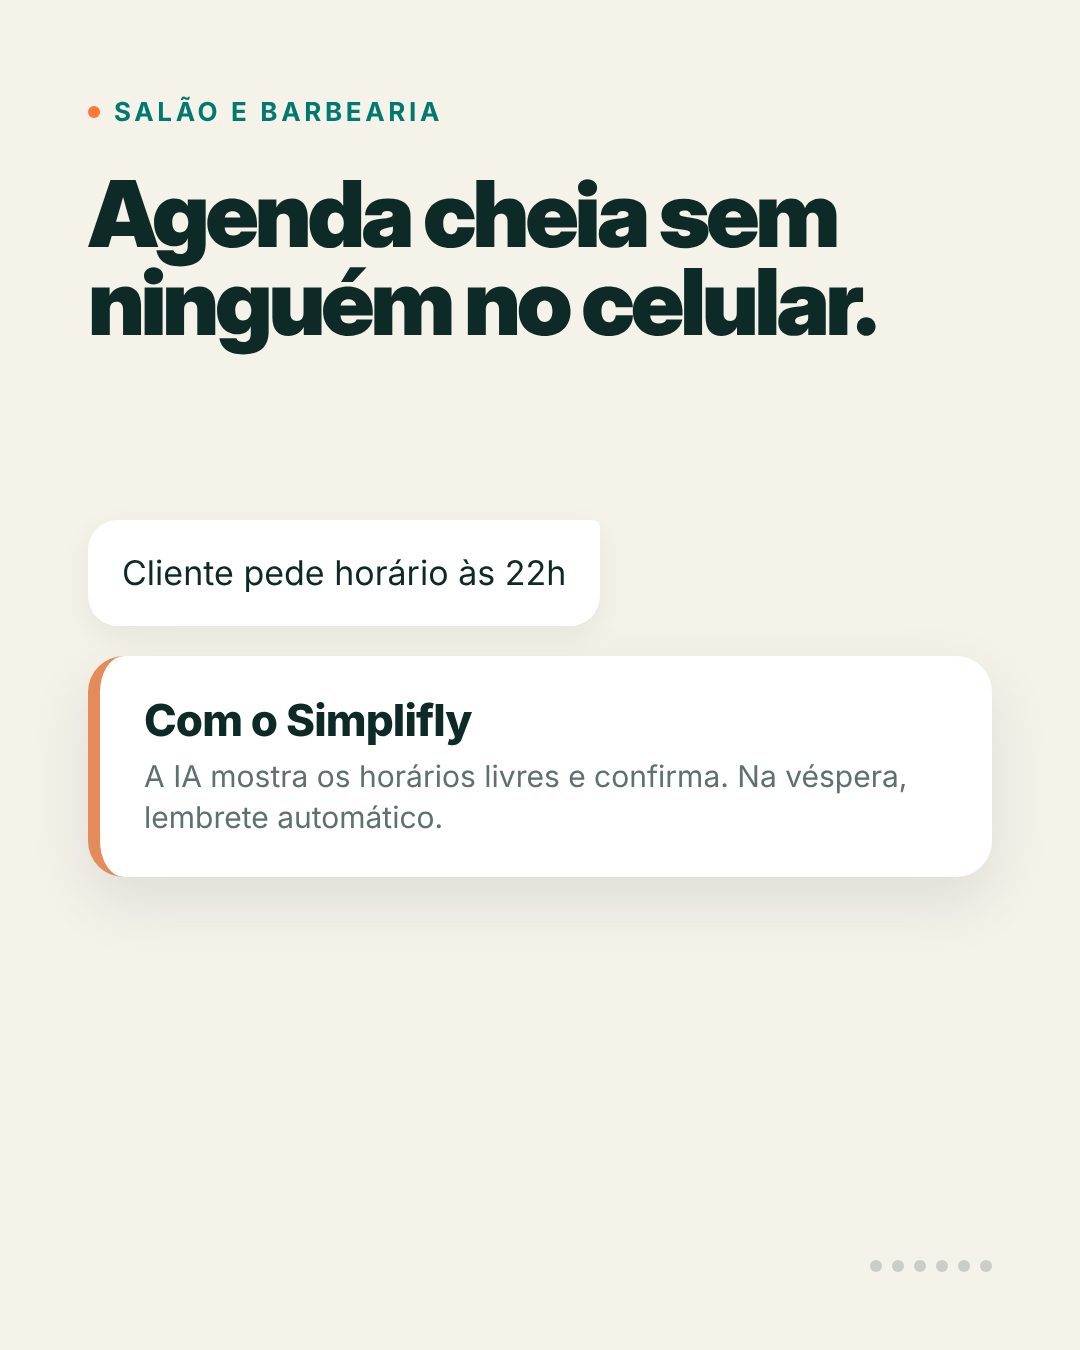 SALÃO E BARBEARIA
Agenda cheia sem
ninguém no celular.
Cliente pede horário às 22h
Com o Simplifly
A IA mostra os horários livres e confirma. Na véspera,
lembrete automático.